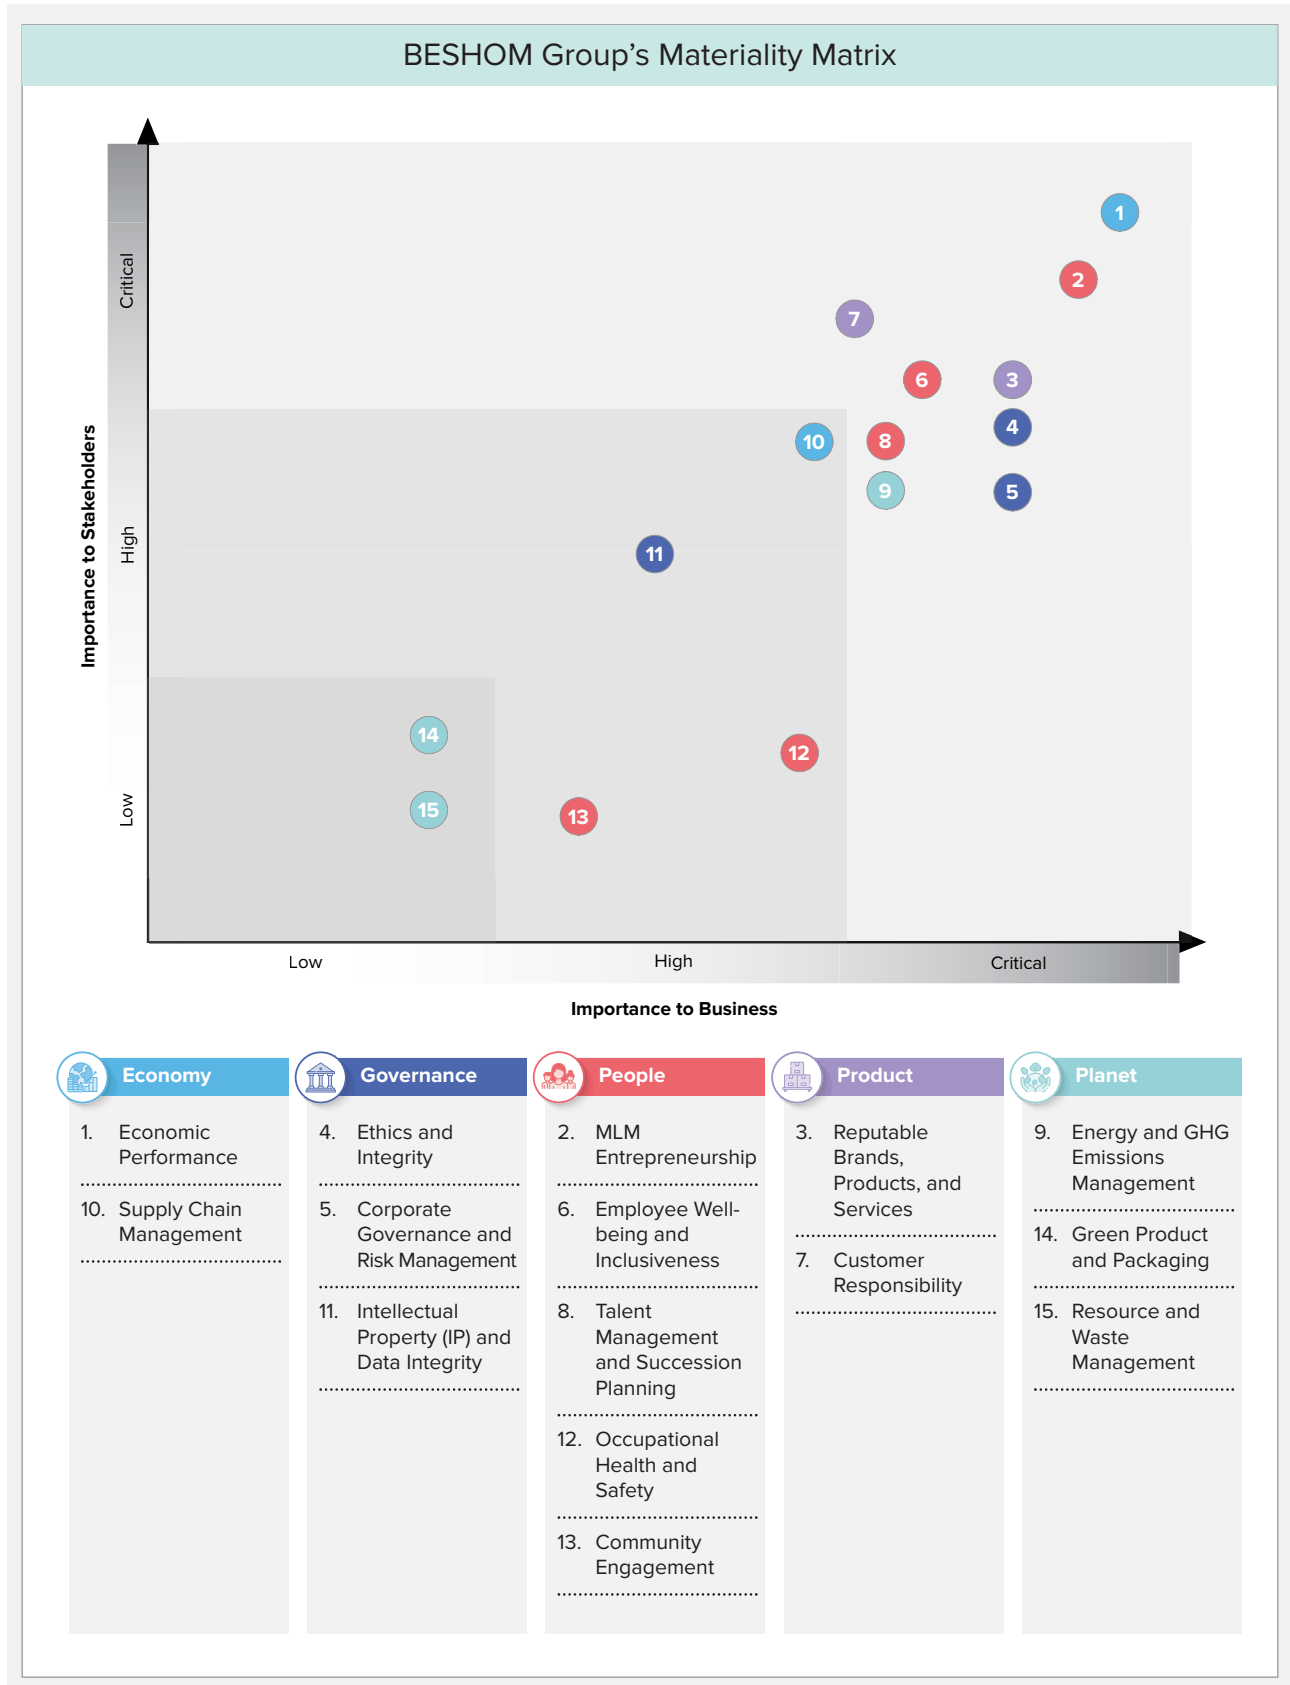 BESHOM Group’s Materiality Matrix
Importance to Stakeholders
Critical
High
Low
1
2
7
6
3
4
10
8
9
5
11
14
12
15
13
Low
High
Critical
Importance to Business
Economy
1. Economic
Performance
10. Supply Chain
Management
Governance
4. Ethics and
Integrity
5. Corporate
Governance and
Risk Management
11. Intellectual
Property (IP) and
Data Integrity
People
2. MLM
Entrepreneurship
6. Employee Well-
being and
Inclusiveness
8. Talent
Management
and Succession
Planning
12. Occupational
Health and
Safety
13. Community
Engagement
Product
3. Reputable
Brands,
Products, and
Services
7. Customer
Responsibility
Planet
9. Energy and GHG
Emissions
Management
14. Green Product
and Packaging
15. Resource and
Waste
Management